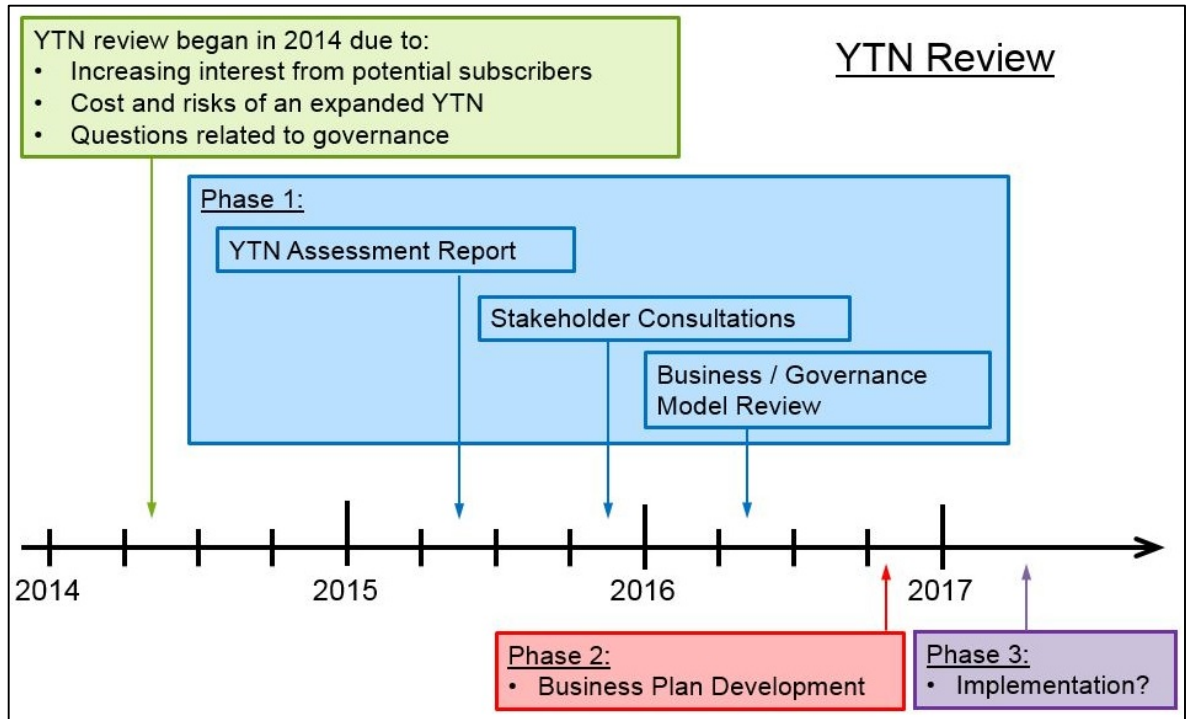 YTN Review
YTN review began in 2014 due to:
• Increasing interest from potential subscribers
• Cost and risks of an expanded YTN
• Questions related to governance
Phase 1:
YTN Assessment Report
Stakeholder Consultations
Business / Governance
Model Review
2014
2015
2016
2017
Phase 2:
• Business Plan Development
Phase 3:
• Implementation?